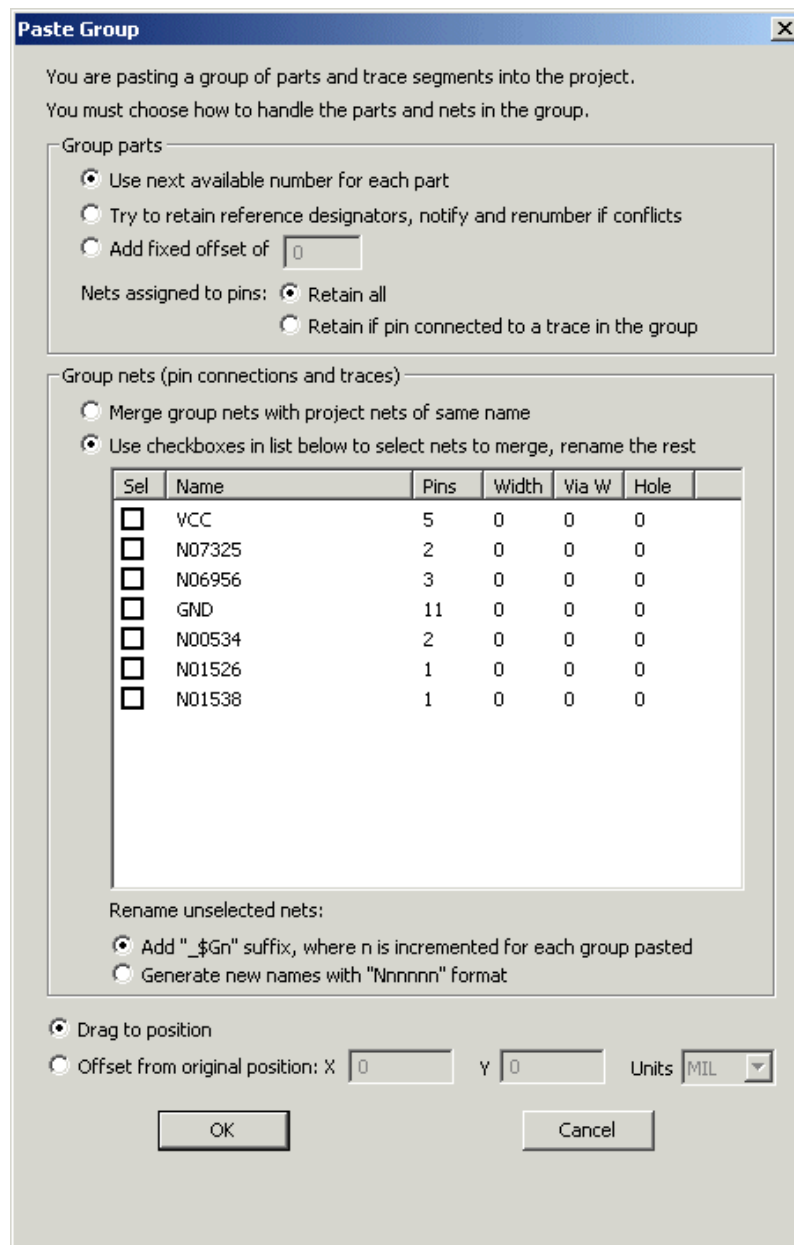 Paste Group
You are pasting a group of parts and trace segments into the project.
You must choose how to handle the parts and nets in the group.
Group parts
Use next available number for each part
Try to retain reference designators, notify and renumber if conflicts
Add fixed offset of 0
Nets assigned to pins: Retain all
Retain if pin connected to a trace in the group
Group nets (pin connections and traces)
Merge group nets with project nets of same name
Use checkboxes in list below to select nets to merge, rename the rest
Sel Name Pins Width Via W Hole
VCC 5 0 0 0
N07325 2 0 0 0
N06956 3 0 0 0
GND 11 0 0 0
N00534 2 0 0 0
N01526 1 0 0 0
N01538 1 0 0 0
Rename unselected nets:
Add "_$Gn" suffix, where n is incremented for each group pasted
Generate new names with "Nnnnnn" format
Drag to position
Offset from original position: X 0 Y 0 Units MIL
OK Cancel